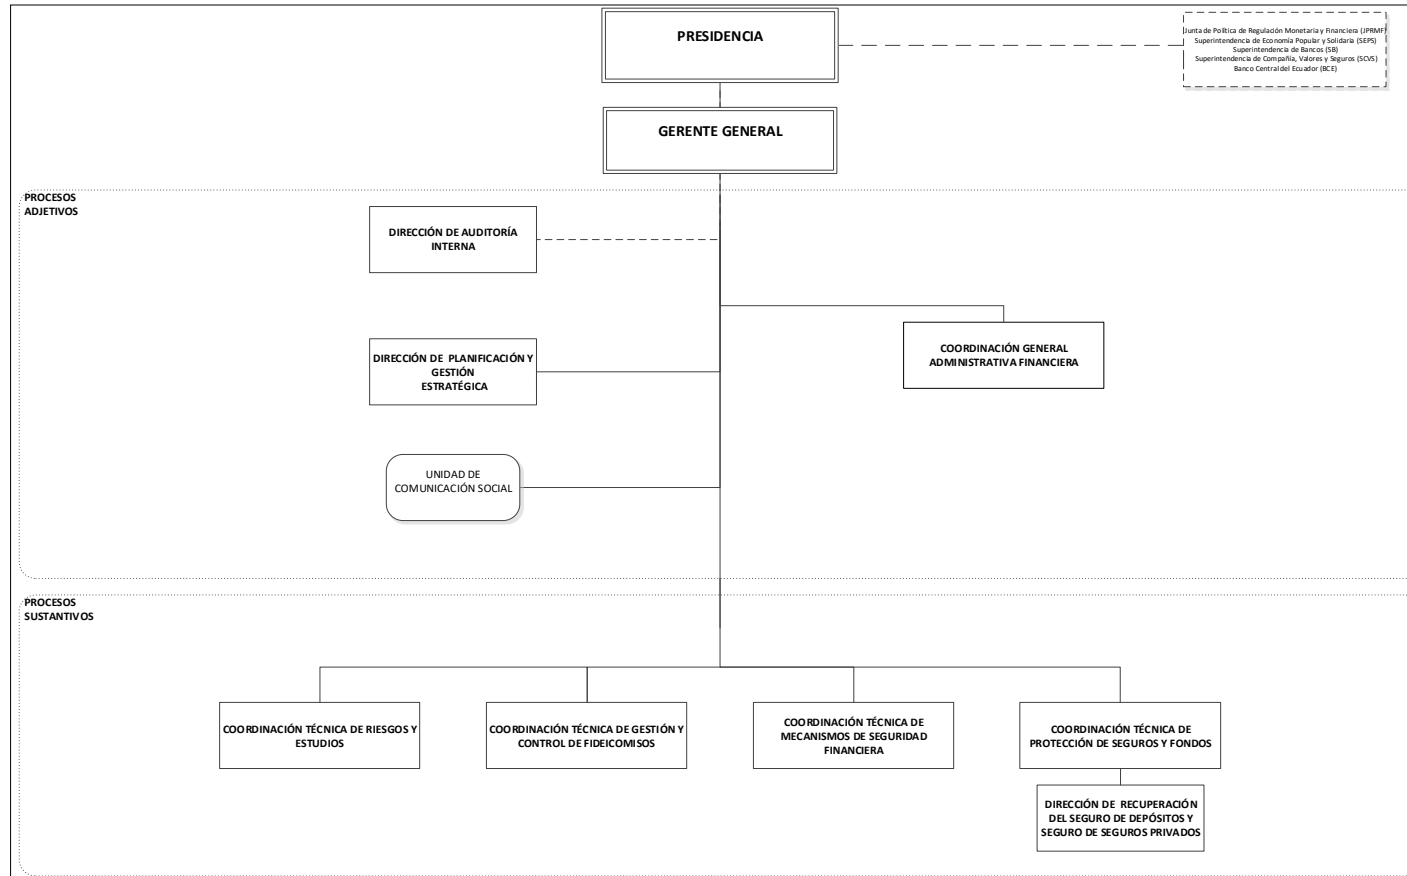 PRESIDENCIA
Junta de Política de Regulación Monetaria y Financiera (JPRMF)
Superintendencia de Economía Popular y Solidaria (SEPS)
Superintendencia de Bancos (SB)
Superintendencia de Compañía, Valores y Seguros (SCVS)
Banco Central del Ecuador (BCE)
GERENTE GENERAL
PROCESOS
ADJETIVOS
DIRECCIÓN DE AUDITORÍA
INTERNA
COORDINACIÓN GENERAL
ADMINISTRATIVA FINANCIERA
DIRECCIÓN DE PLANIFICACIÓN Y
GESTIÓN
ESTRATÉGICA
UNIDAD DE
COMUNICACIÓN SOCIAL
PROCESOS
SUSTANTIVOS
COORDINACIÓN TÉCNICA DE RIESGOS Y
ESTUDIOS
COORDINACIÓN TÉCNICA DE GESTIÓN Y
CONTROL DE FIDEICOMISOS
COORDINACIÓN TÉCNICA DE
MECANISMOS DE SEGURIDAD
FINANCIERA
COORDINACIÓN TÉCNICA DE
PROTECCIÓN DE SEGUROS Y FONDOS
DIRECCIÓN DE RECUPERACIÓN
DEL SEGURO DE DEPÓSITOS Y
SEGURO DE SEGUROS PRIVADOS